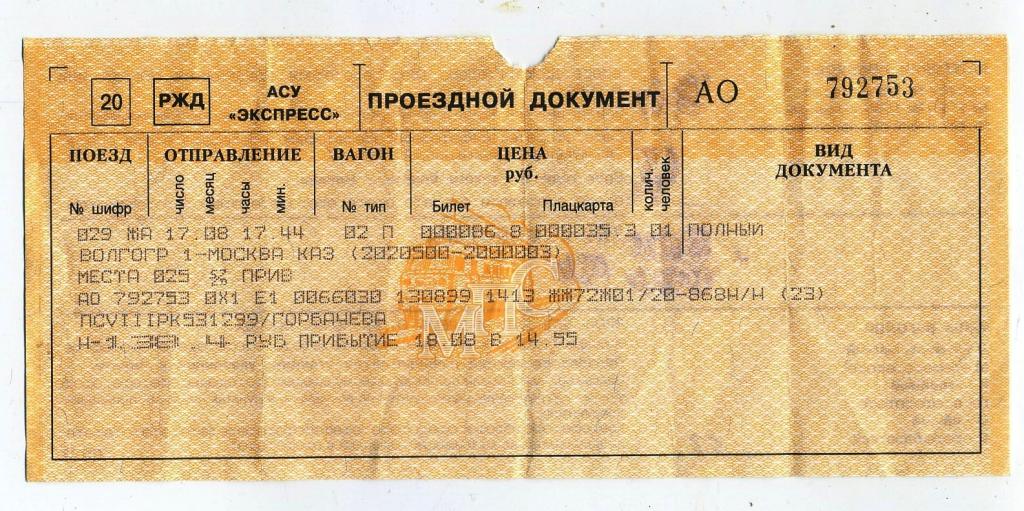 20 РЖД АСУ «ЭКСПРЕСС» ПРОЕЗДНОЙ ДОКУМЕНТ АО 792753
ПОЕЗД ОТПРАВЛЕНИЕ ВАГОН ЦЕНА руб. колич. человек ВИД ДОКУМЕНТА
№ шифр число месяц часы мин. № тип Билет Плацкарта
029 ЖА 17.08 17.44 02 П 000086.8 000035.3 01 ПОЛНЫЙ
ВОЛГОГР 1-МОСКВА КАЗ (2020500-2000003)
МЕСТА 025 ПРИВ
АО 792753 0Х1 Е1 0066030 130899 1413 ЖЖ72Ж01/20-868Н/Н (23)
ПСVIIIРК531299/ГОРБАЧЕВА
РУБ ПРИБЫТИЕ 18.08 В 14.55
МПС